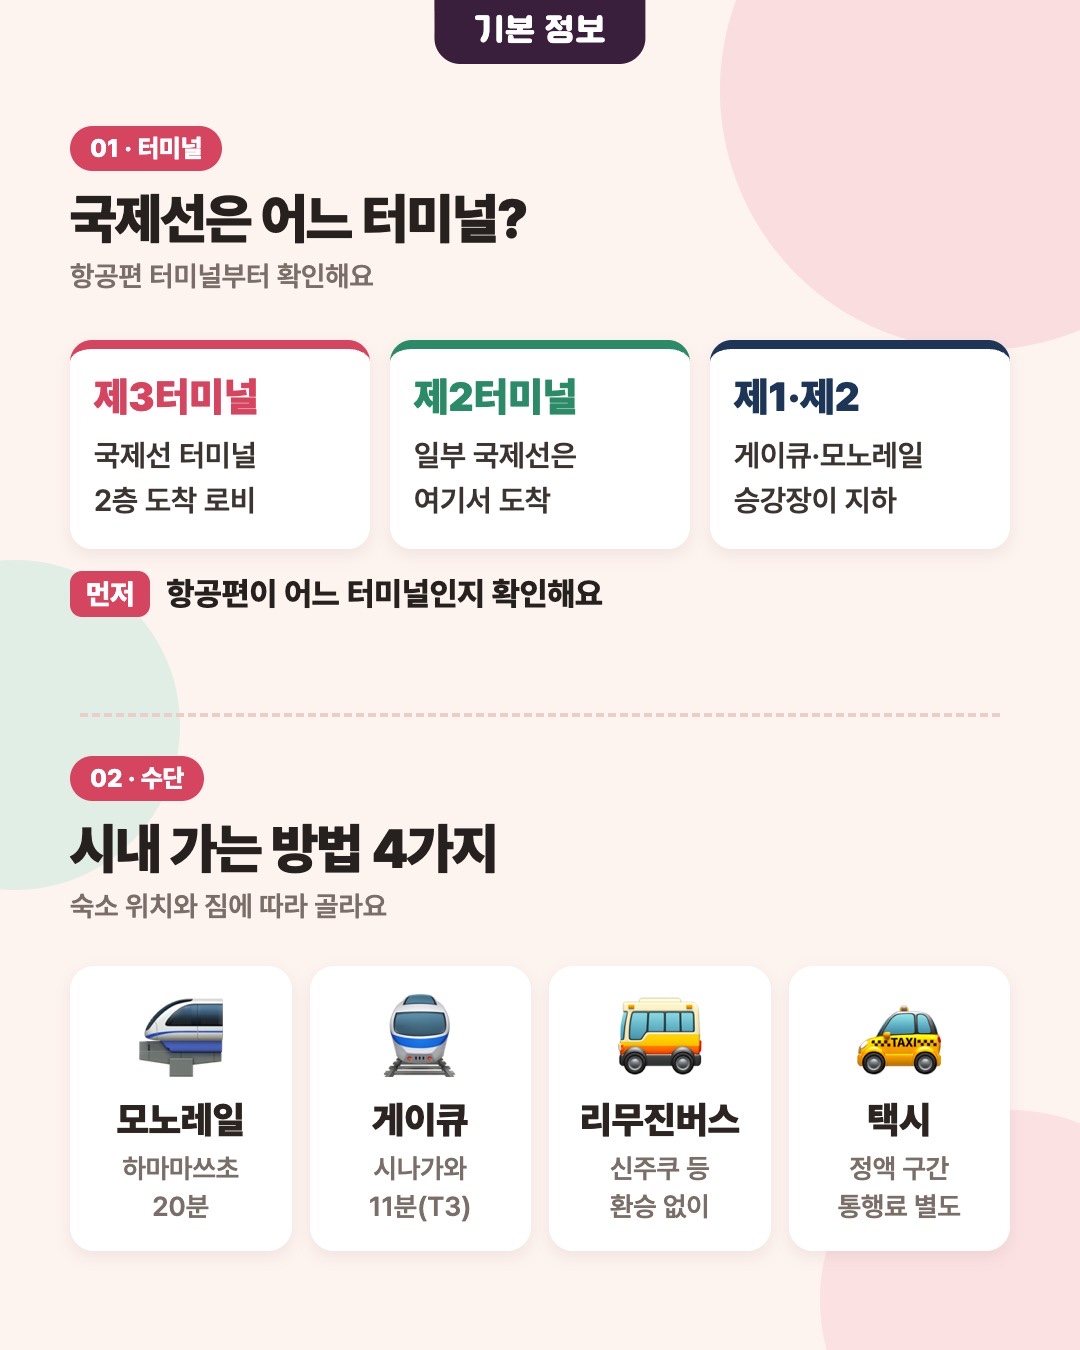 기본 정보
01 · 터미널
국제선은 어느 터미널?
항공편 터미널부터 확인해요
제3터미널
국제선 터미널
2층 도착 로비
제2터미널
일부 국제선은
여기서 도착
제1·제2
게이큐·모노레일
승강장이 지하
먼저 항공편이 어느 터미널인지 확인해요
02 · 수단
시내 가는 방법 4가지
숙소 위치와 짐에 따라 골라요
모노레일
하마마쓰초
20분
게이큐
시나가와
11분(T3)
리무진버스
신주쿠 등
환승 없이
TAXI
택시
정액 구간
통행료 별도